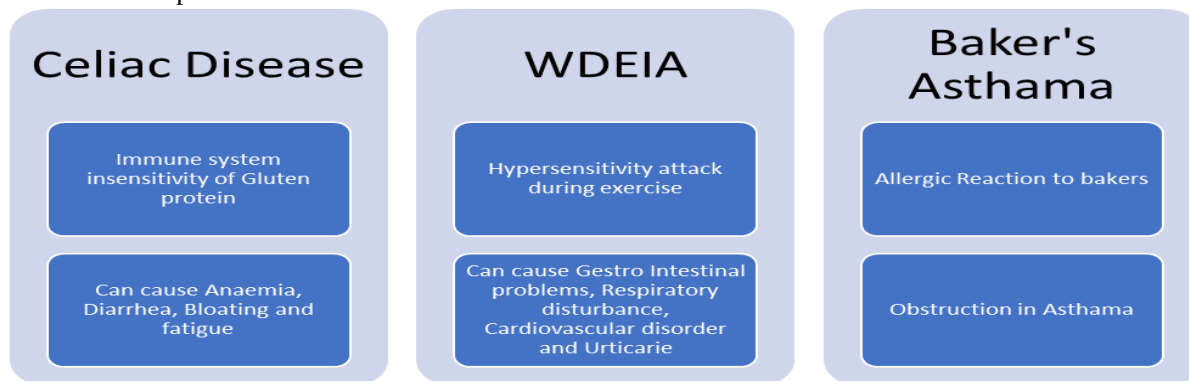 Celiac Disease
Immune system
insensitivity of Gluten
protein
Can cause Anaemia,
Diarrhea, Bloating and
fatigue
WDEIA
Hypersensitivity attack
during exercise
Can cause Gestro Intestinal
problems, Respiratory
disturbance,
Cardiovascular disorder
and Urticarie
Baker's
Asthama
Allergic Reaction to bakers
Obstruction in Asthama